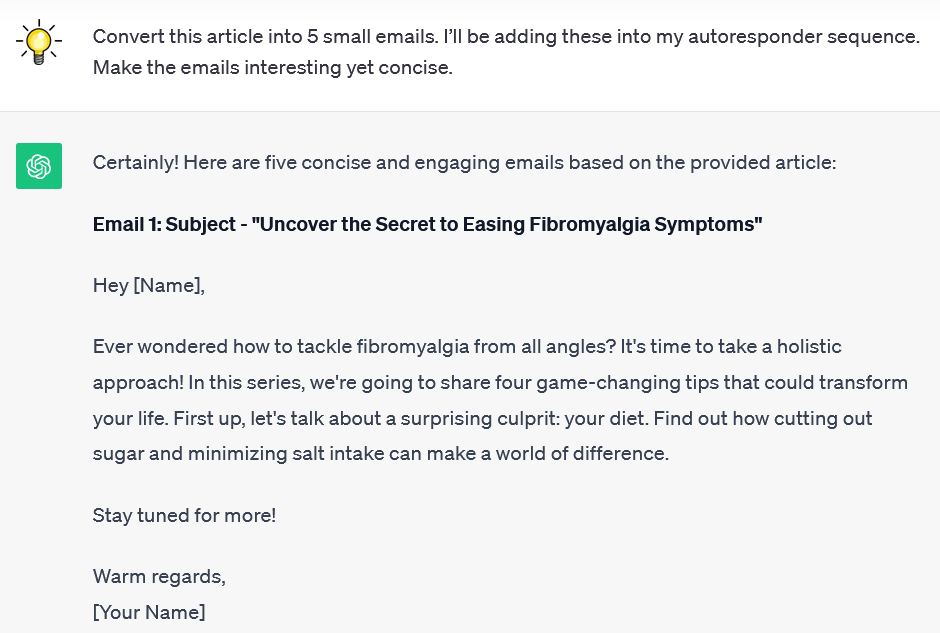 Convert this article into 5 small emails. I’ll be adding these into my autoresponder sequence.
Make the emails interesting yet concise.
Certainly! Here are five concise and engaging emails based on the provided article:
Email 1: Subject - "Uncover the Secret to Easing Fibromyalgia Symptoms"
Hey [Name],
Ever wondered how to tackle fibromyalgia from all angles? It's time to take a holistic
approach! In this series, we're going to share four game-changing tips that could transform
your life. First up, let's talk about a surprising culprit: your diet. Find out how cutting out
sugar and minimizing salt intake can make a world of difference.
Stay tuned for more!
Warm regards,
[Your Name]